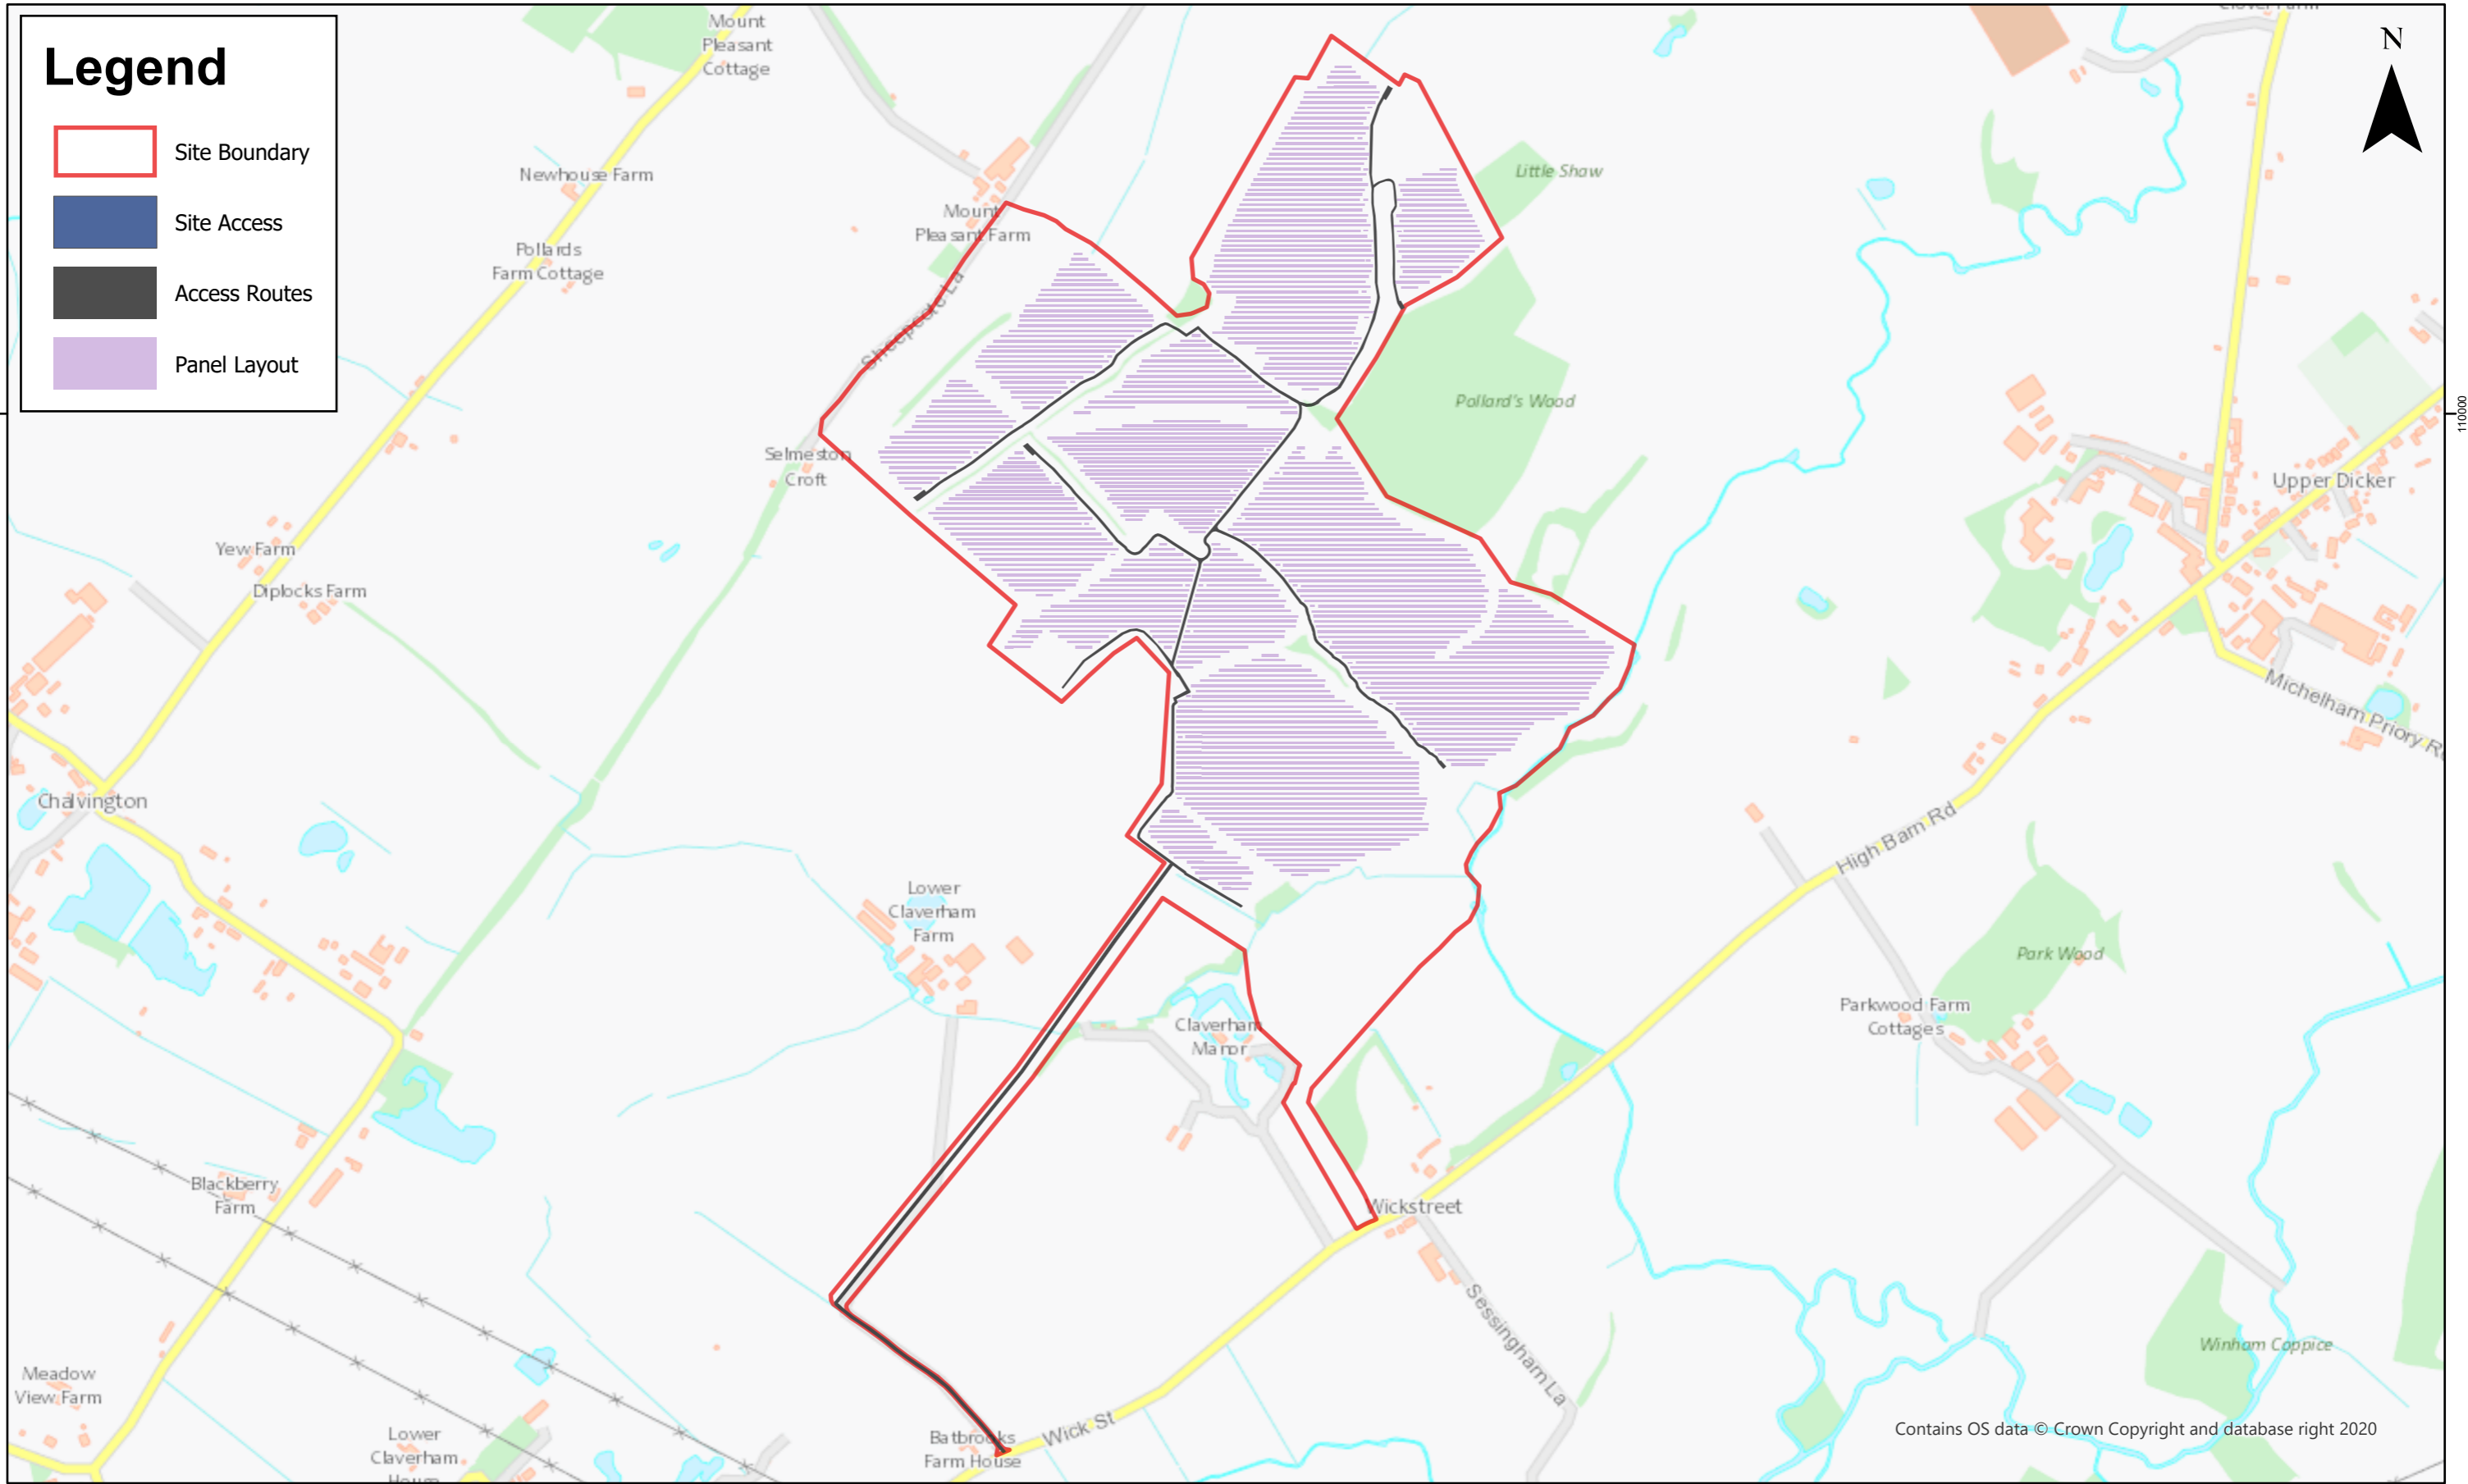 Legend
Site Boundary
Site Access
Access Routes
Panel Layout
N
110000
Mount
Pleasant
Cottage
Newhouse Farm
Pollards
Farm Cottage
Mount
Pleasant Farm
Sheepcote La
Little Shaw
Pollard's Wood
Selmeston
Croft
Upper Dicker
Yew Farm
Diplocks Farm
Michelham Priory R
Chalvington
High Barn Rd
Lower
Claverham
Farm
Park Wood
Claverham
Manor
Parkwood Farm
Cottages
Blackberry
Farm
Wickstreet
Sessingham La
Winham Coppice
Meadow
View Farm
Wick St
Batbrooks
Farm House
Lower
Claverham
Contains OS data © Crown Copyright and database right 2020